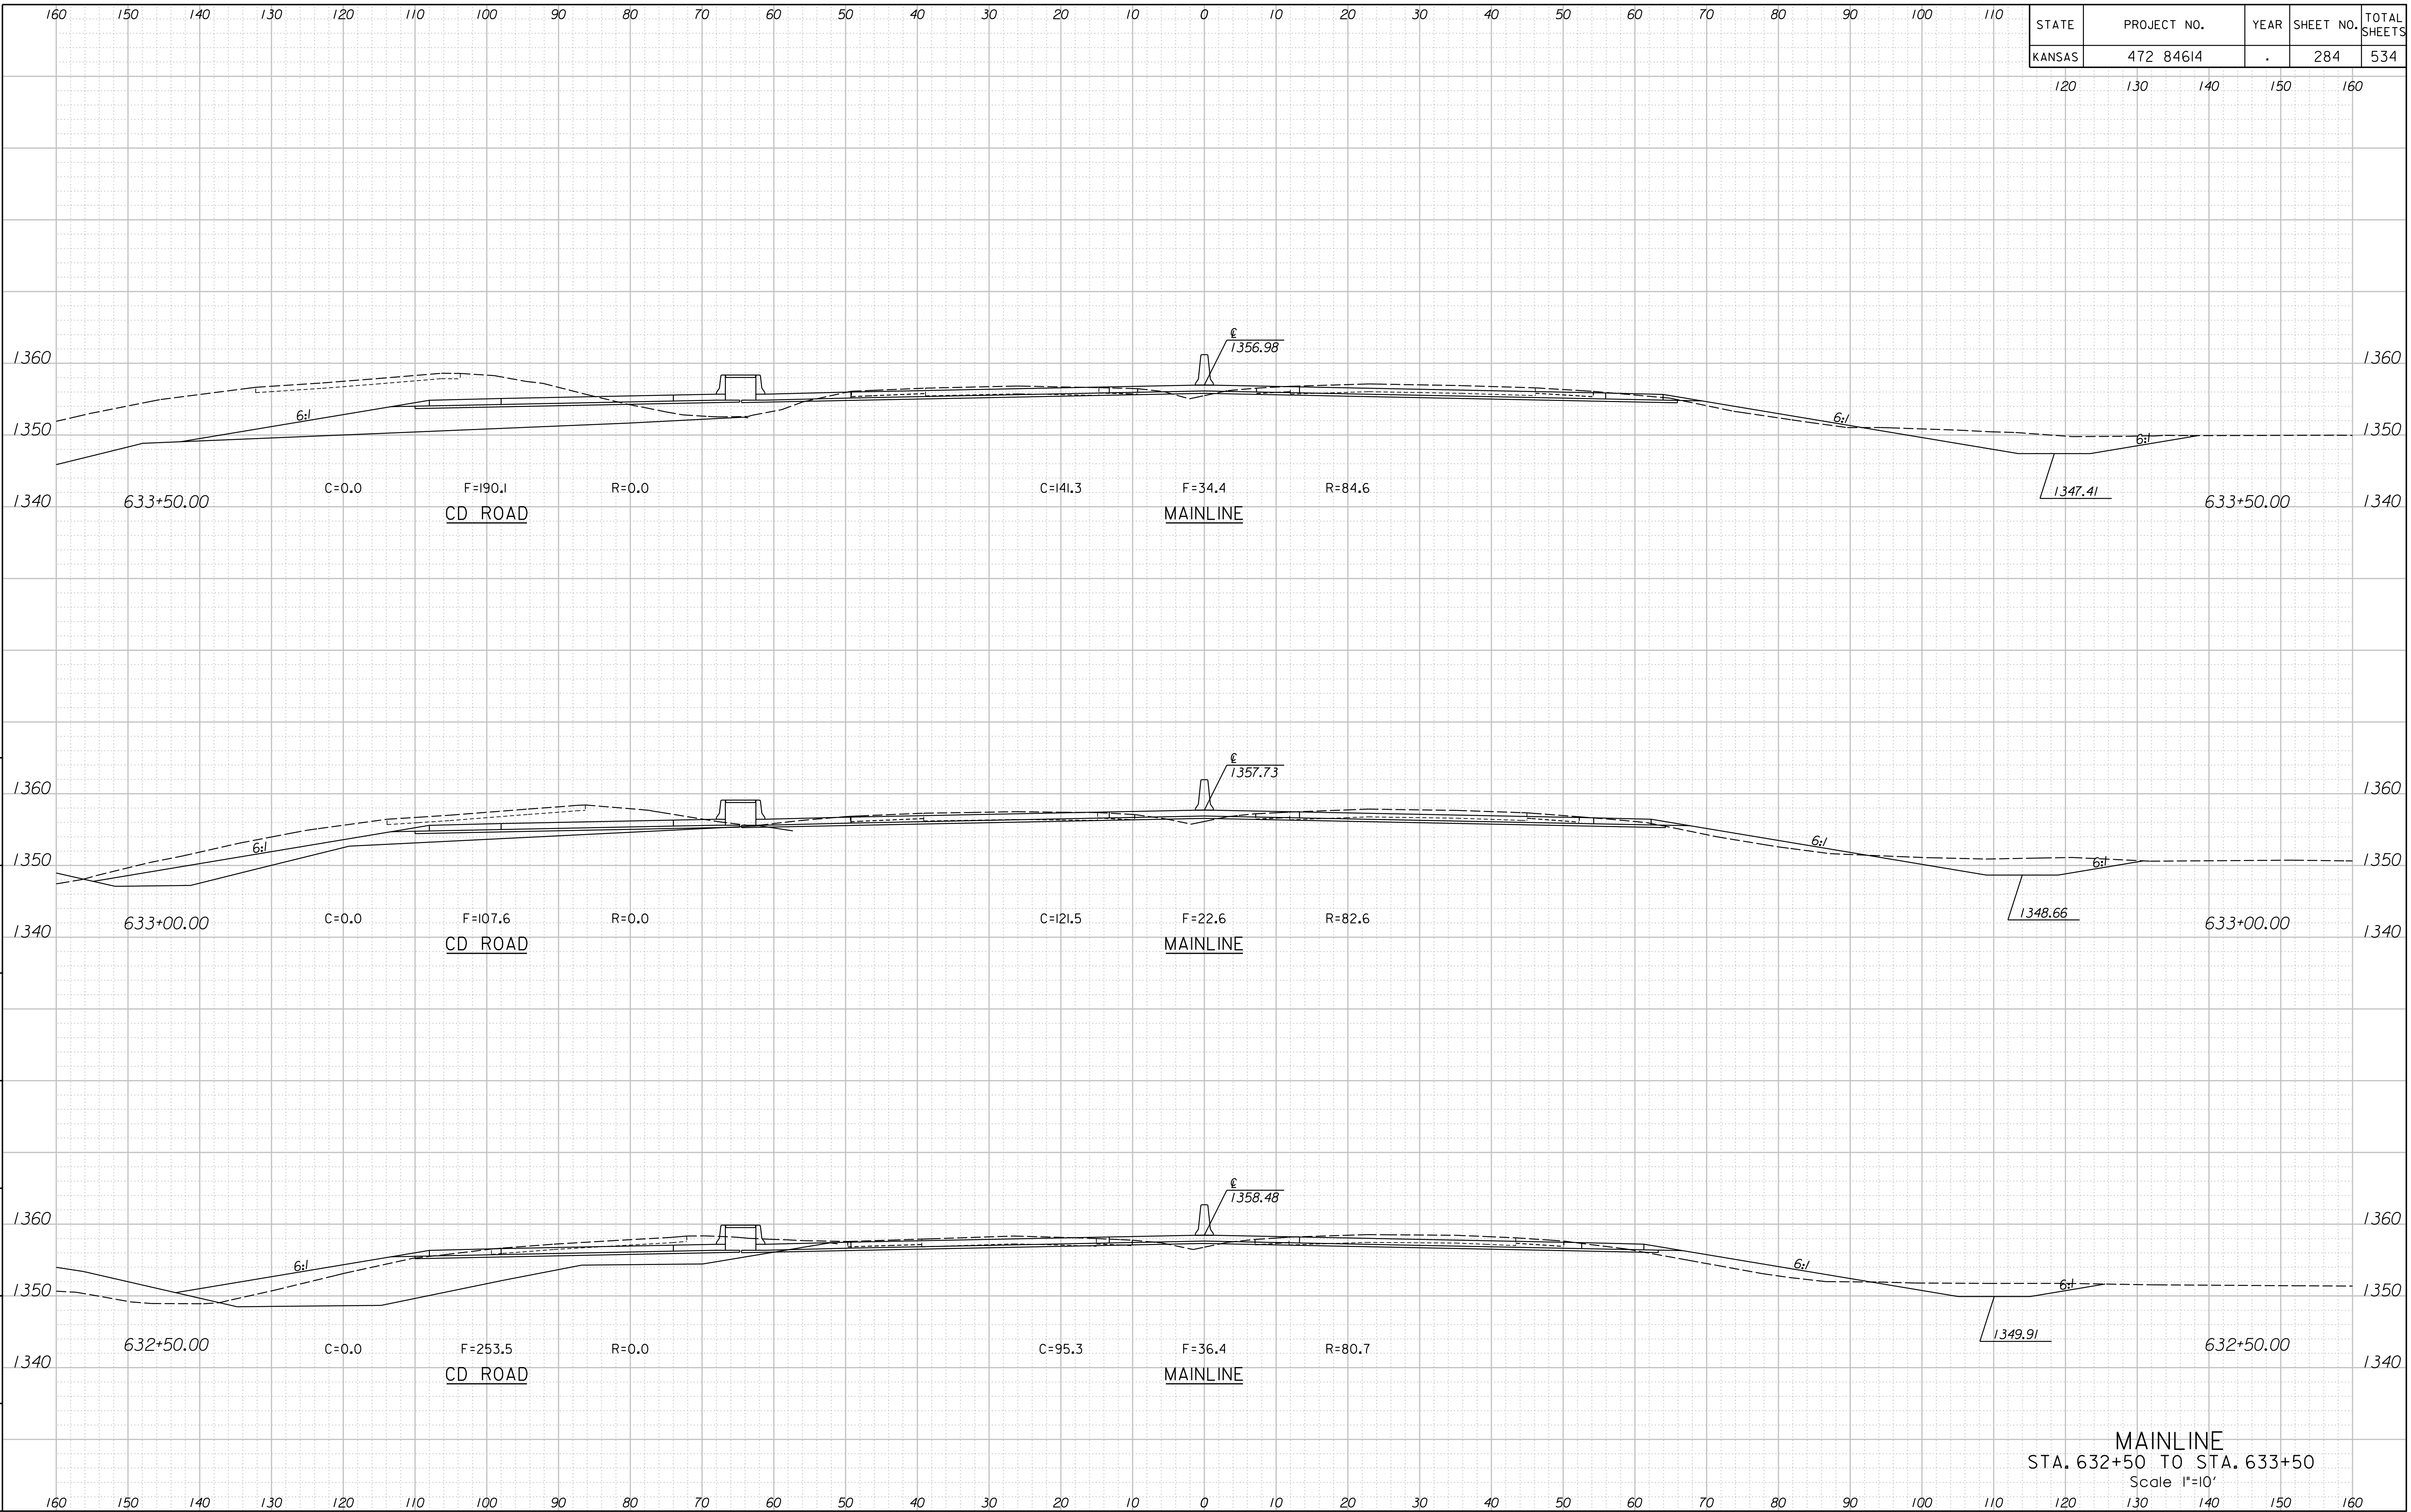 160 150 140 130 120 110 100 90 80 70 60 50 40 30 20 10 0 10 20 30 40 50 60 70 80 90 100 110
STATE PROJECT NO. YEAR SHEET NO. TOTAL SHEETS
KANSAS 472 84614 . 284 534
120 130 140 150 160
℄
1356.98
1360 1360
6:1 6:1 6:1
1350 1350
1347.41
C=0.0 F=190.1 R=0.0 C=141.3 F=34.4 R=84.6
1340 633+50.00 633+50.00 1340
CD ROAD MAINLINE
℄
1357.73
1360 1360
6:1 6:1 6:1
1350 1350
1348.66
C=0.0 F=107.6 R=0.0 C=121.5 F=22.6 R=82.6
633+00.00 633+00.00
1340 1340
CD ROAD MAINLINE
℄
1358.48
1360 1360
6:1 6:1 6:1
1350 1350
1349.91
632+50.00 632+50.00
C=0.0 F=253.5 R=0.0 C=95.3 F=36.4 R=80.7
1340 1340
CD ROAD MAINLINE
MAINLINE
STA. 632+50 TO STA. 633+50
Scale 1"=10'
160 150 140 130 120 110 100 90 80 70 60 50 40 30 20 10 0 10 20 30 40 50 60 70 80 90 100 110 120 130 140 150 160